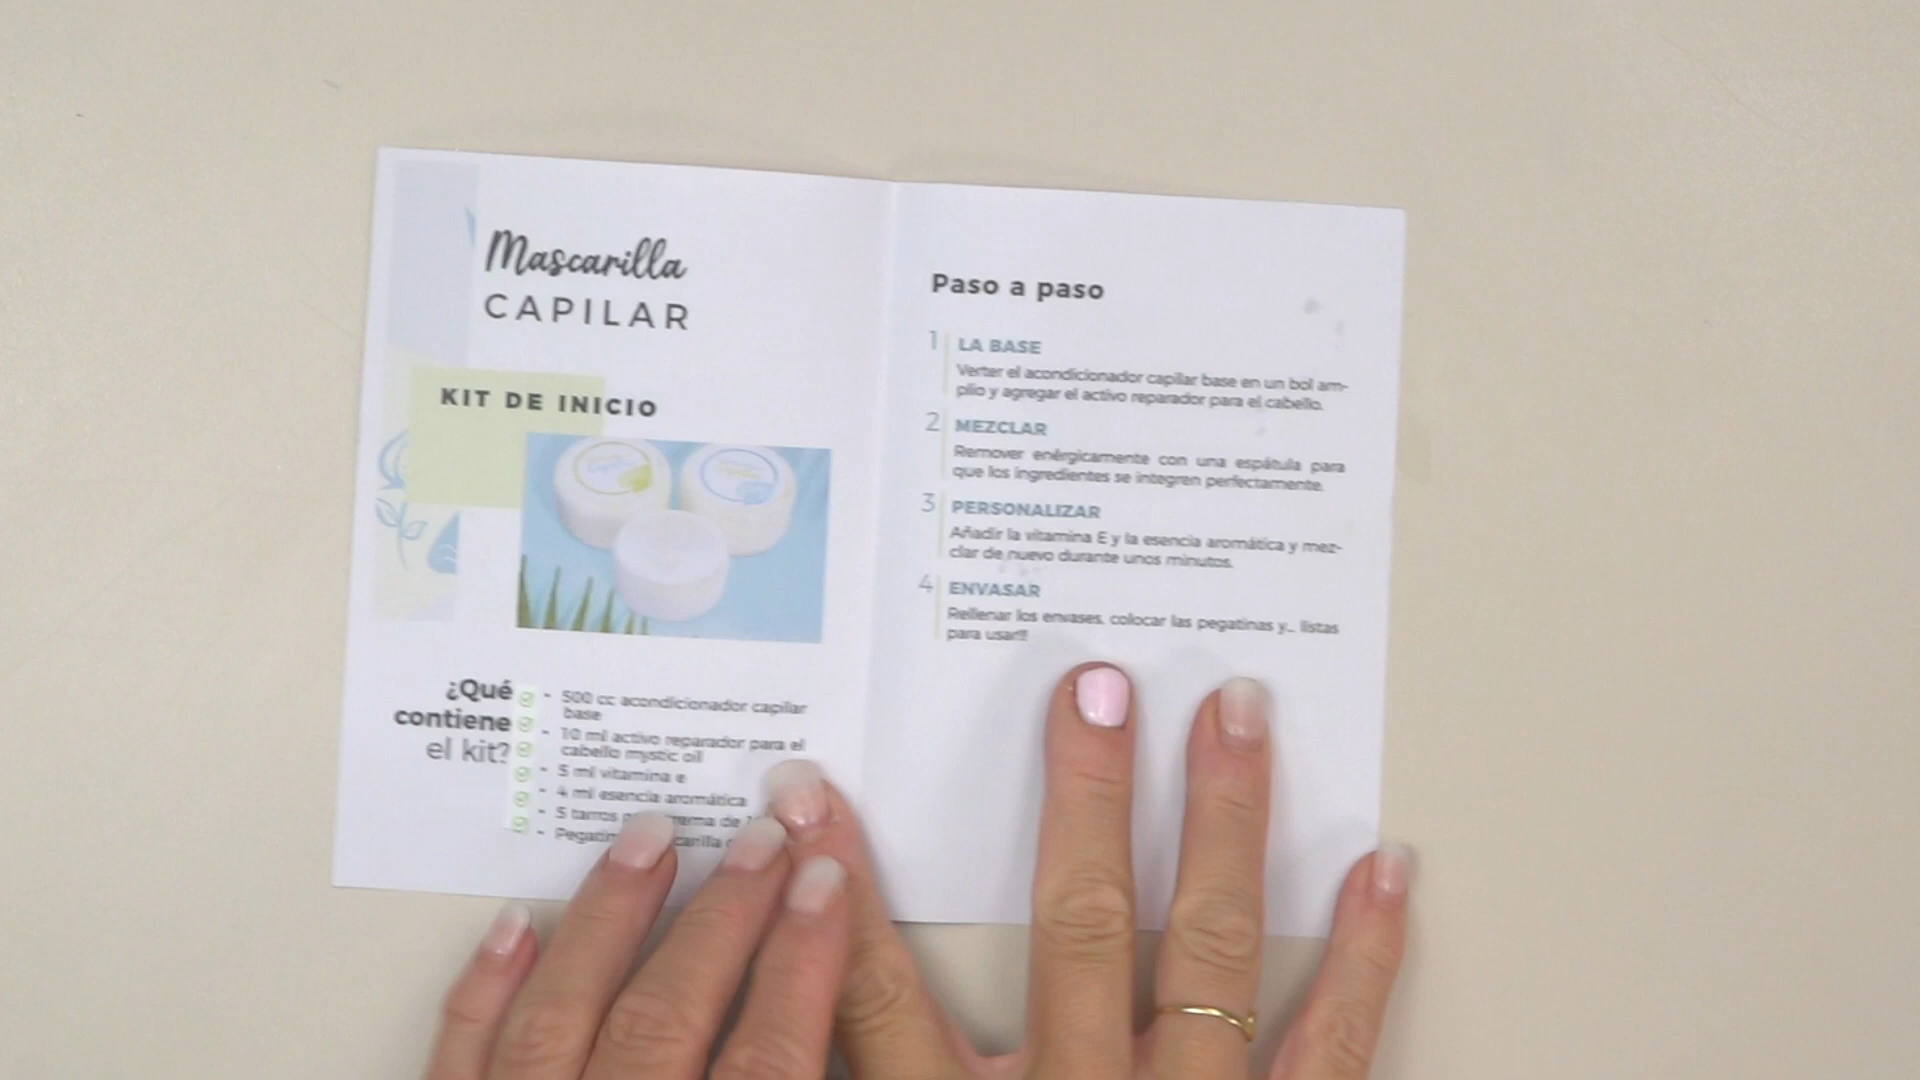 Mascarilla
CAPILAR
KIT DE INICIO
¿Qué
contiene
el kit?
- 500 cc acondicionador capilar
base
- 10 ml activo reparador para el
cabello mystic oil
- 5 ml vitamina e
- 4 ml esencia aromática
- 5 tarros crema de
-
Paso a paso
1 LA BASE
Verter el acondicionador capilar base en un bol am-
plio y agregar el activo reparador para el cabello.
2 MEZCLAR
Remover enérgicamente con una espátula para
que los ingredientes se integren perfectamente.
3 PERSONALIZAR
Añadir la vitamina E y la esencia aromática y mez-
clar de nuevo durante unos minutos.
4 ENVASAR
Rellenar los envases, colocar las pegatinas y... listas
para usar!!!